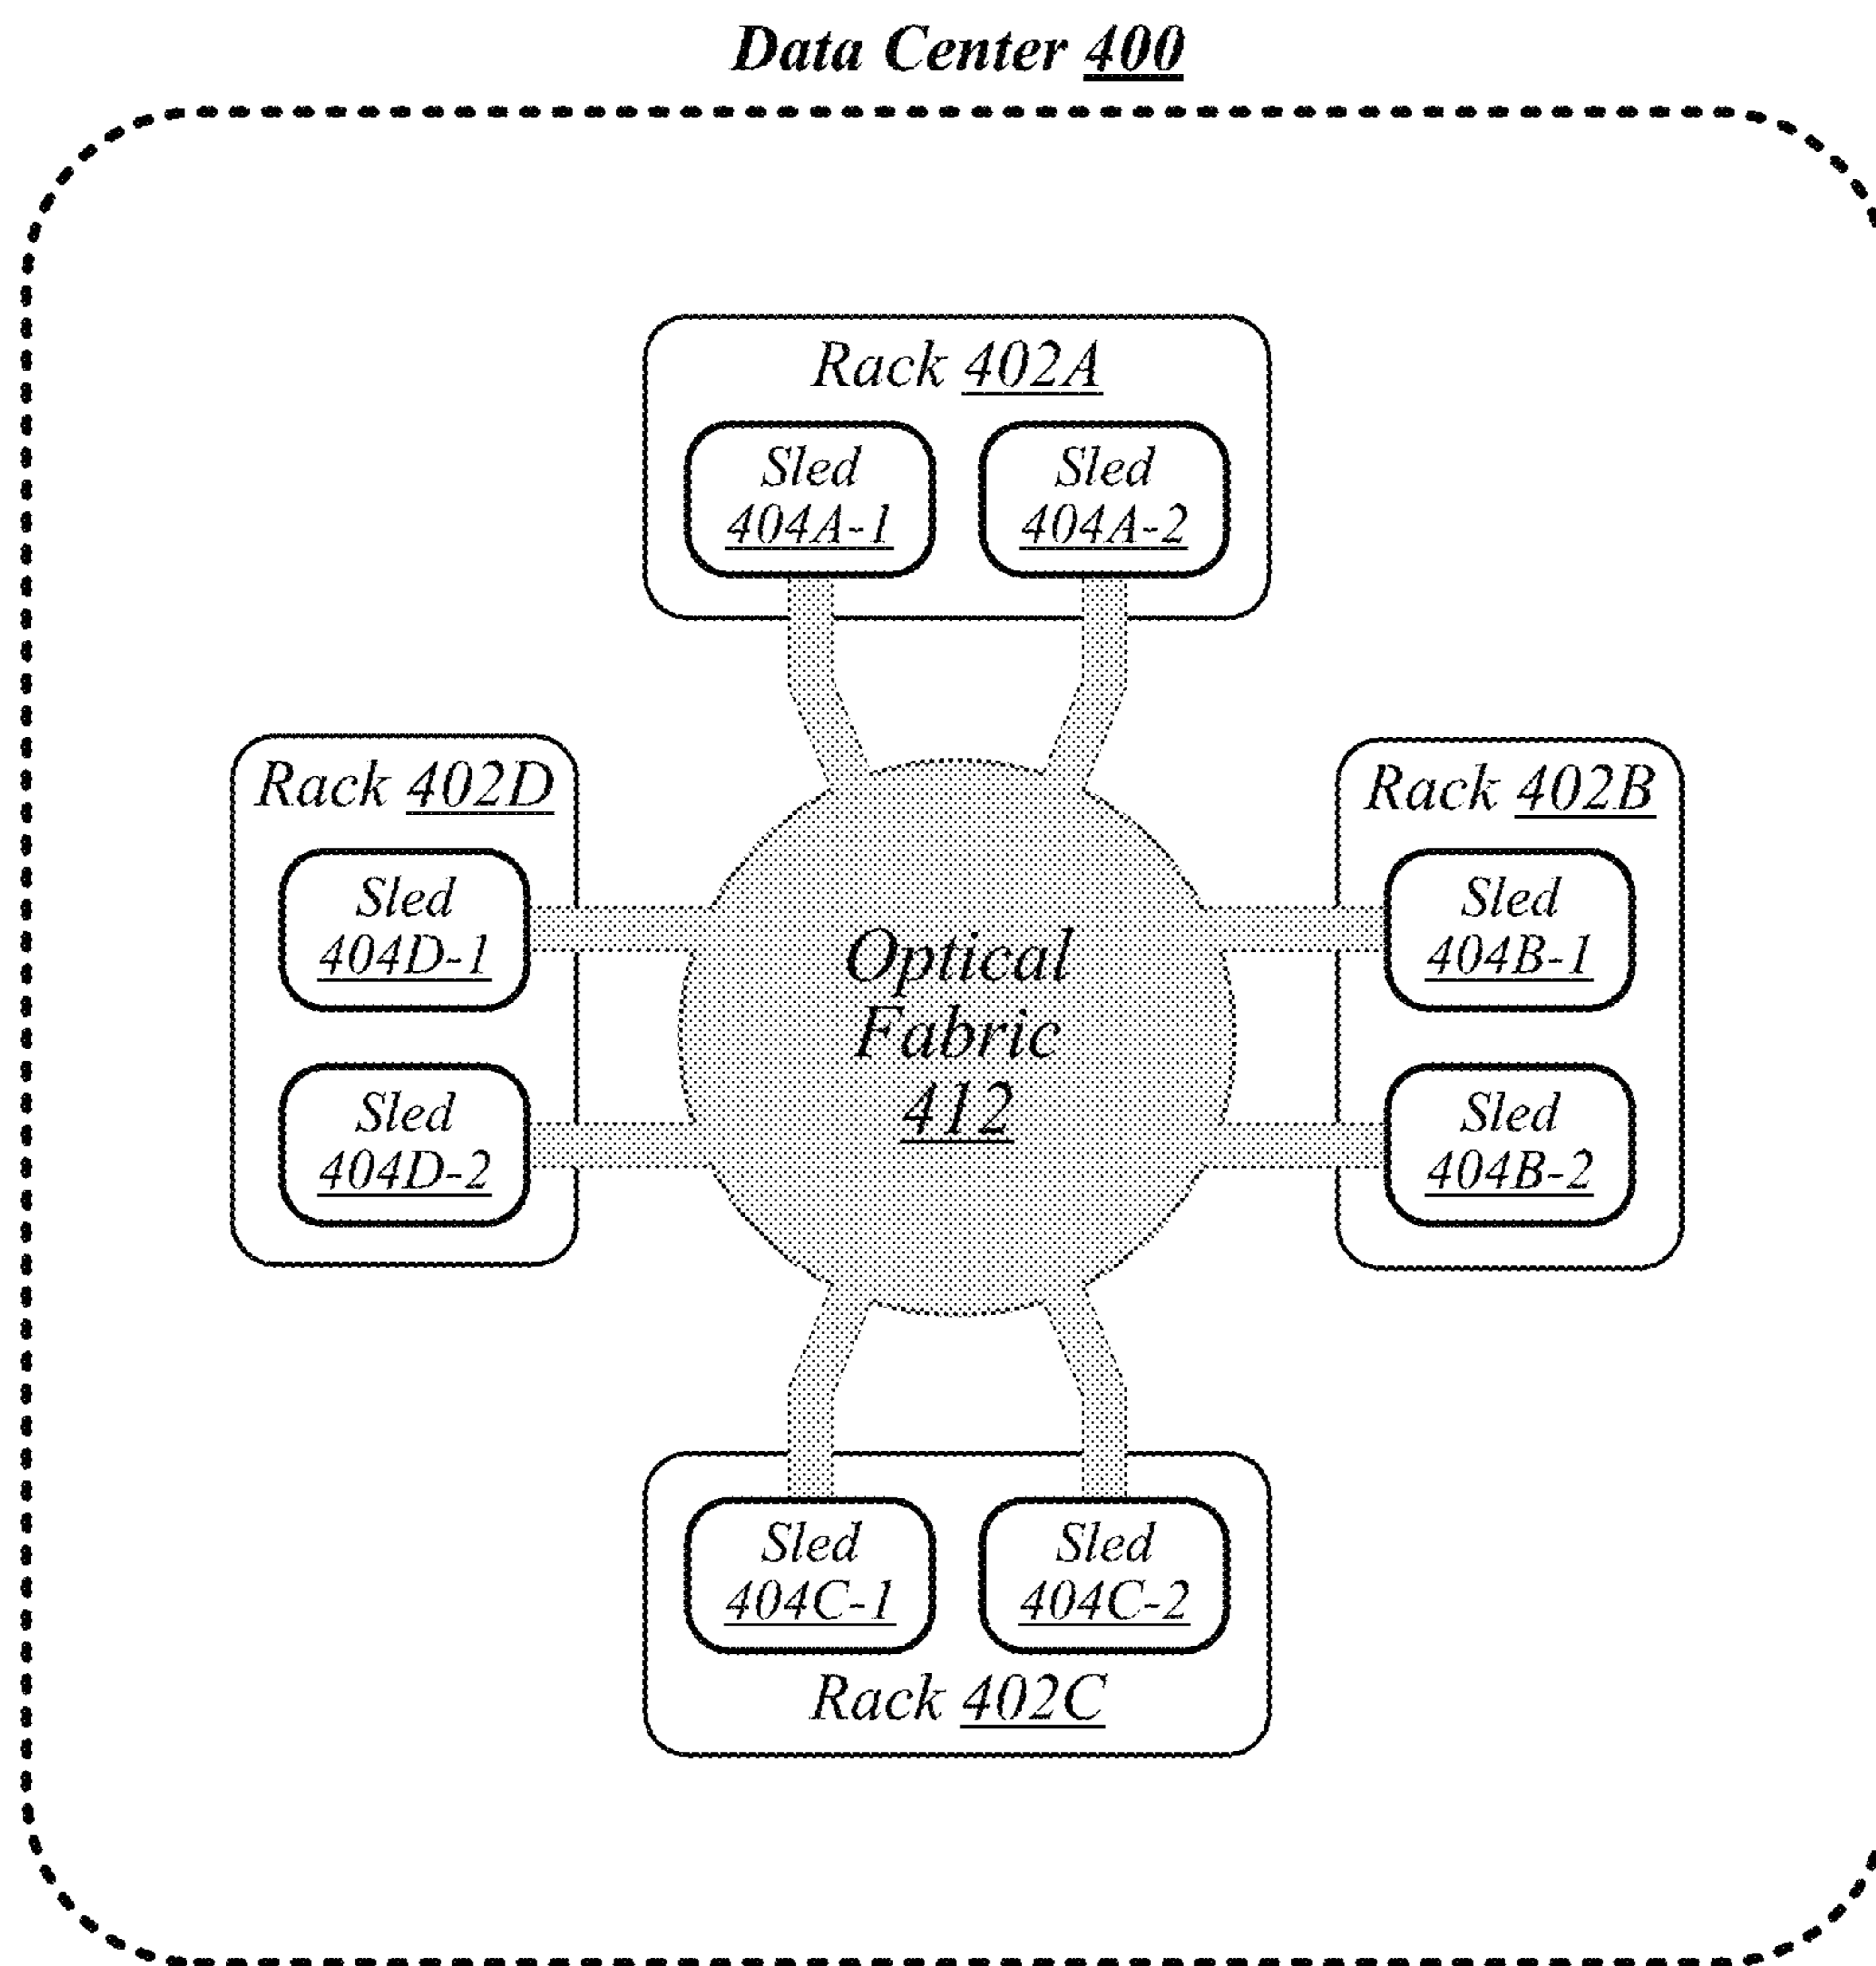 Data Center 400
Rack 402A
Sled
404A-1
Sled
404A-2
Rack 402D
Sled
404D-1
Sled
404D-2
Optical
Fabric
412
Rack 402B
Sled
404B-1
Sled
404B-2
Sled
404C-1
Sled
404C-2
Rack 402C